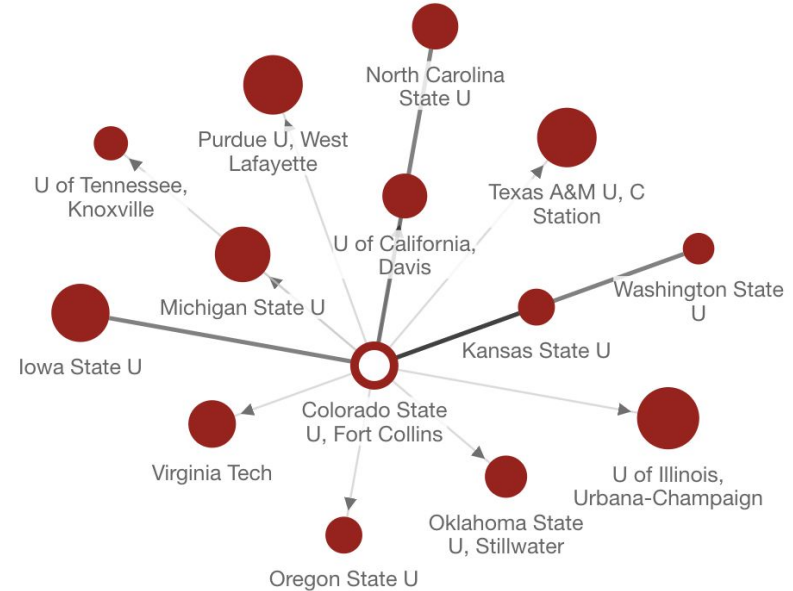 North Carolina
State U
Purdue U, West
Lafayette
U of Tennessee,
Knoxville
Texas A&M U, C
Station
U of California,
Davis
Michigan State U
Washington State
U
Kansas State U
Iowa State U
Colorado State
U, Fort Collins
Virginia Tech
U of Illinois,
Urbana-Champaign
Oklahoma State
U, Stillwater
Oregon State U